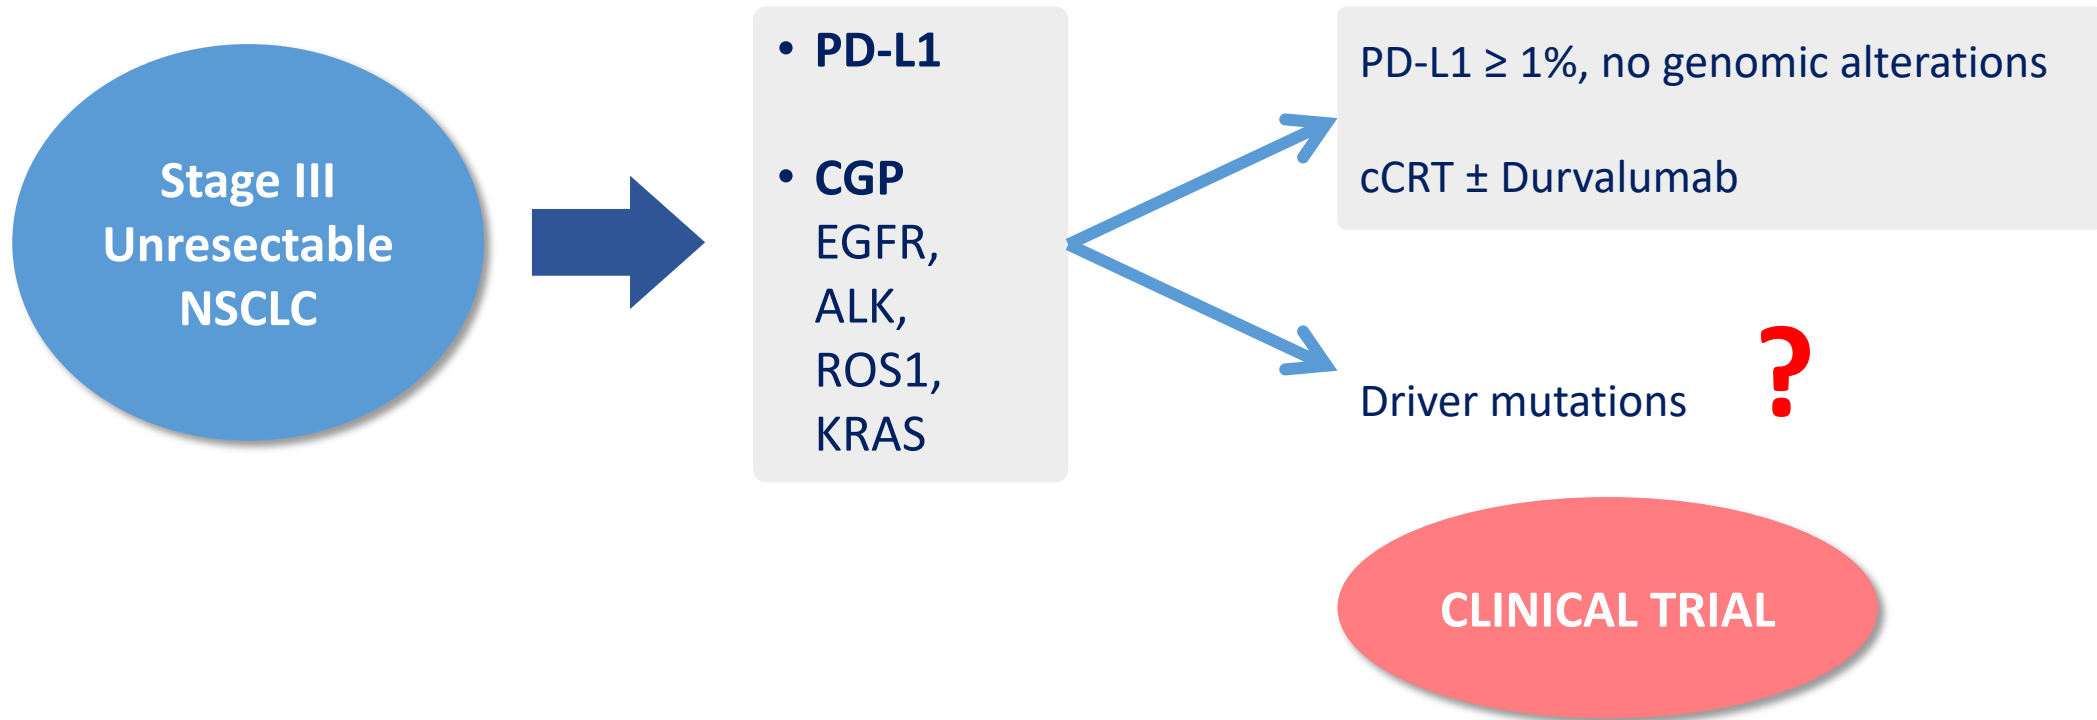 Stage III
Unresectable
NSCLC
• PD-L1
• CGP
EGFR,
ALK,
ROS1,
KRAS
PD-L1 ≥ 1%, no genomic alterations
cCRT ± Durvalumab
Driver mutations ?
CLINICAL TRIAL